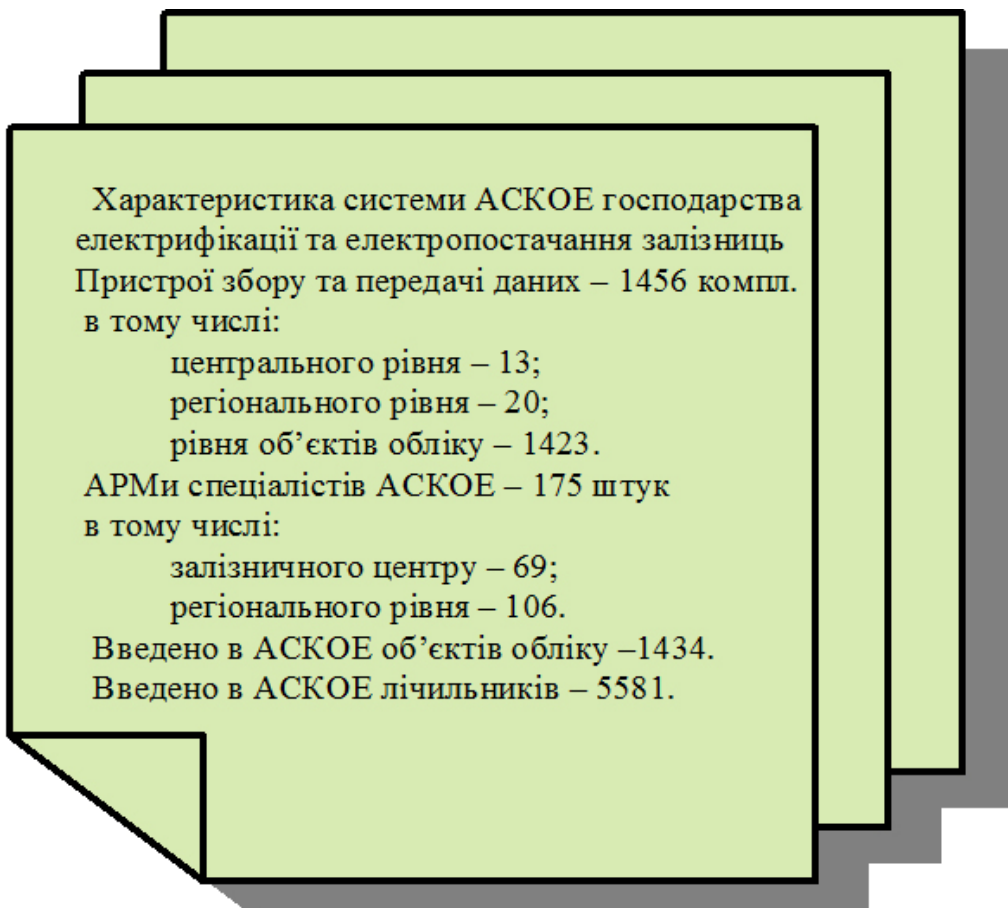 Характеристика системи АСКОЕ господарства
електрифікації та електропостачання залізниць
Пристрої збору та передачі даних – 1456 компл.
в тому числі:
центрального рівня – 13;
регіонального рівня – 20;
рівня об’єктів обліку – 1423.
АРМи спеціалістів АСКОЕ – 175 штук
в тому числі:
залізничного центру – 69;
регіонального рівня – 106.
Введено в АСКОЕ об’єктів обліку –1434.
Введено в АСКОЕ лічильників – 5581.